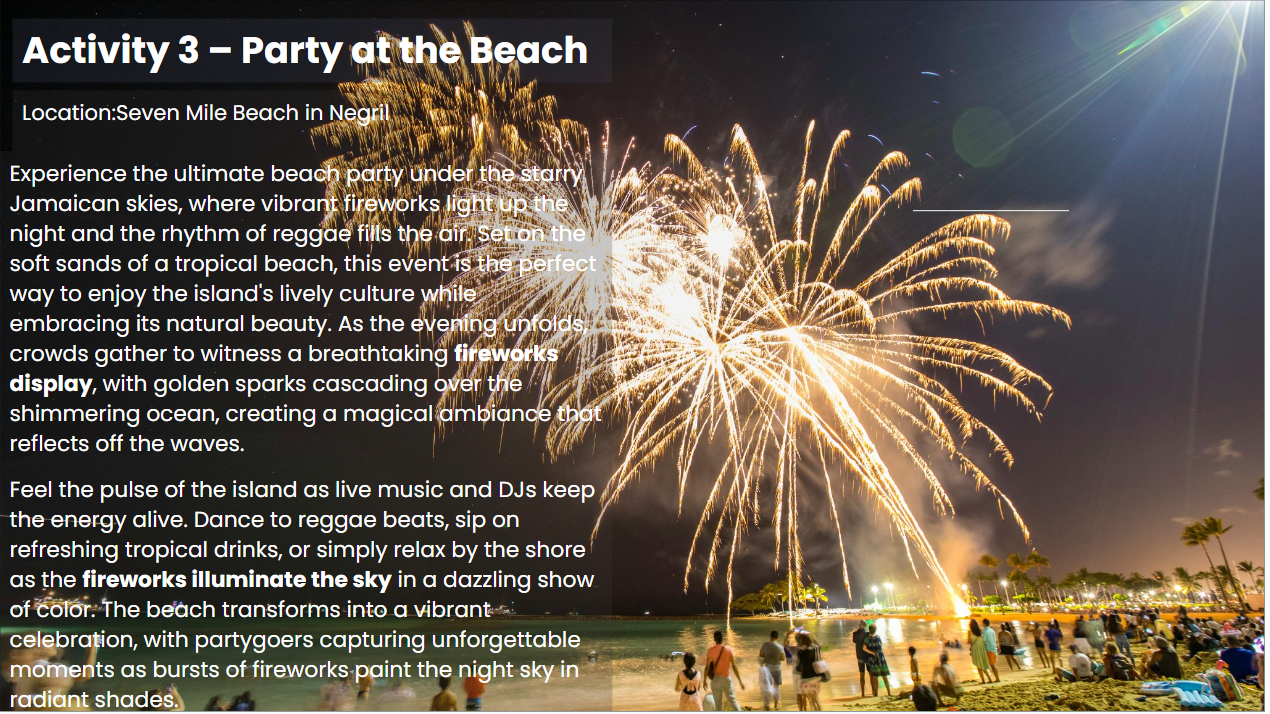 Activity 3 – Party at the Beach
Location:Seven Mile Beach in Negril
Experience the ultimate beach party under the starry
Jamaican skies, where vibrant fireworks light up the
night and the rhythm of reggae fills the air. Set on the
soft sands of a tropical beach, this event is the perfect
way to enjoy the island's lively culture while
embracing its natural beauty. As the evening unfolds,
crowds gather to witness a breathtaking fireworks
display, with golden sparks cascading over the
shimmering ocean, creating a magical ambiance that
reflects off the waves.
Feel the pulse of the island as live music and DJs keep
the energy alive. Dance to reggae beats, sip on
refreshing tropical drinks, or simply relax by the shore
as the fireworks illuminate the sky in a dazzling show
of color. The beach transforms into a vibrant
celebration, with partygoers capturing unforgettable
moments as bursts of fireworks paint the night sky in
radiant shades.